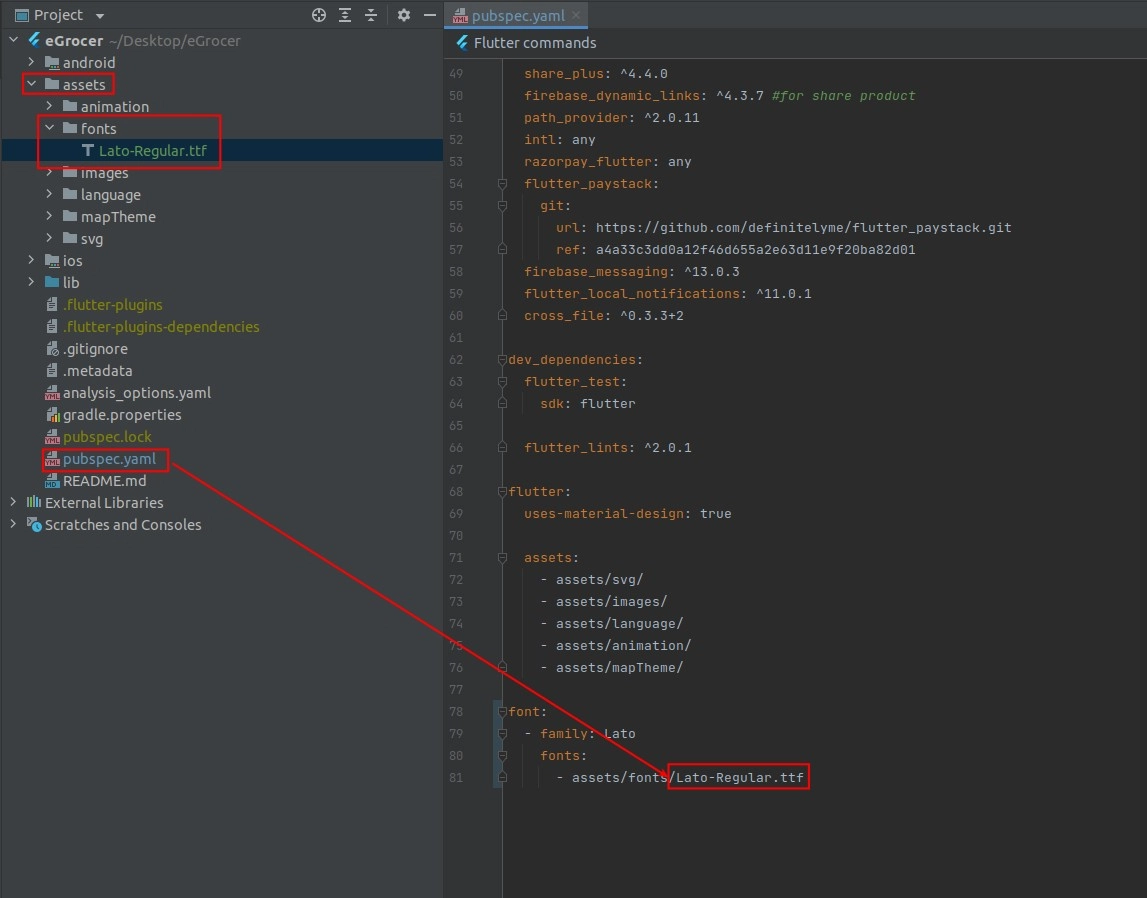 Project
eGrocer ~/Desktop/eGrocer
android
assets
animation
fonts
Lato-Regular.ttf
images
language
mapTheme
svg
ios
lib
.flutter-plugins
.flutter-plugins-dependencies
.gitignore
.metadata
analysis_options.yaml
gradle.properties
pubspec.lock
pubspec.yaml
README.md
External Libraries
Scratches and Consoles
pubspec.yaml
Flutter commands
49 share_plus: ^4.4.0
50 firebase_dynamic_links: ^4.3.7 #for share product
51 path_provider: ^2.0.11
52 intl: any
53 razorpay_flutter: any
54 flutter_paystack:
55 git:
56 url: https://github.com/definitelyme/flutter_paystack.git
57 ref: a4a33c3dd0a12f46d655a2e63d11e9f20ba82d01
58 firebase_messaging: ^13.0.3
59 flutter_local_notifications: ^11.0.1
60 cross_file: ^0.3.3+2
61
62 dev_dependencies:
63 flutter_test:
64 sdk: flutter
65
66 flutter_lints: ^2.0.1
67
68 flutter:
69 uses-material-design: true
70
71 assets:
72 - assets/svg/
73 - assets/images/
74 - assets/language/
75 - assets/animation/
76 - assets/mapTheme/
77
78 font:
79 - family: Lato
80 fonts:
81 - assets/fonts/Lato-Regular.ttf